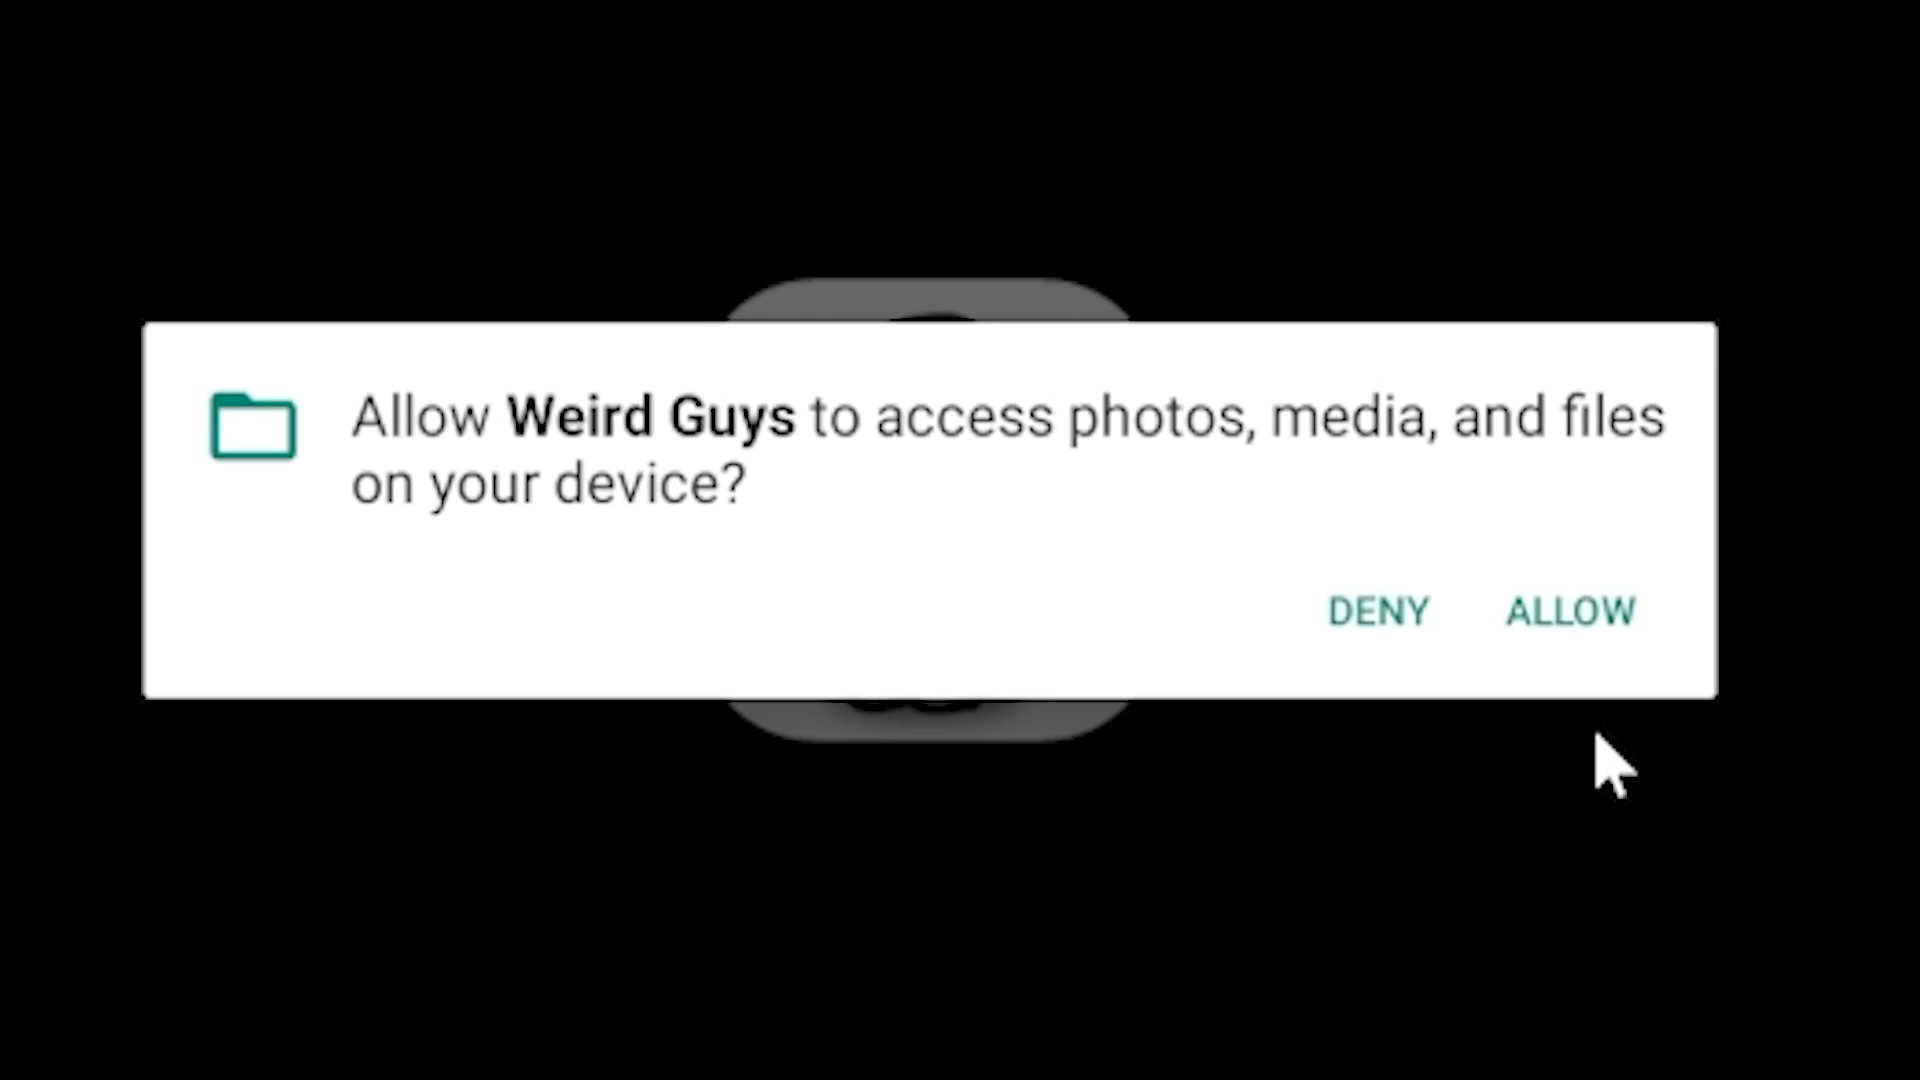 Allow Weird Guys to access photos, media, and files
on your device?
DENY ALLOW